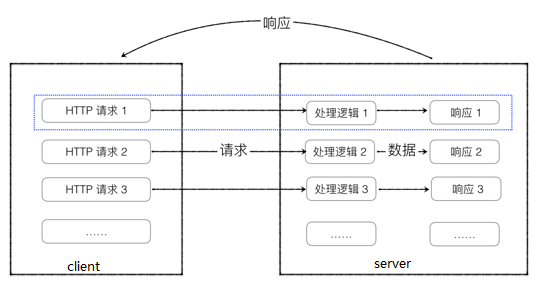 响应
HTTP 请求 1
处理逻辑 1
响应 1
HTTP 请求 2
请求
处理逻辑 2
数据
响应 2
HTTP 请求 3
处理逻辑 3
响应 3
……
……
……
client
server